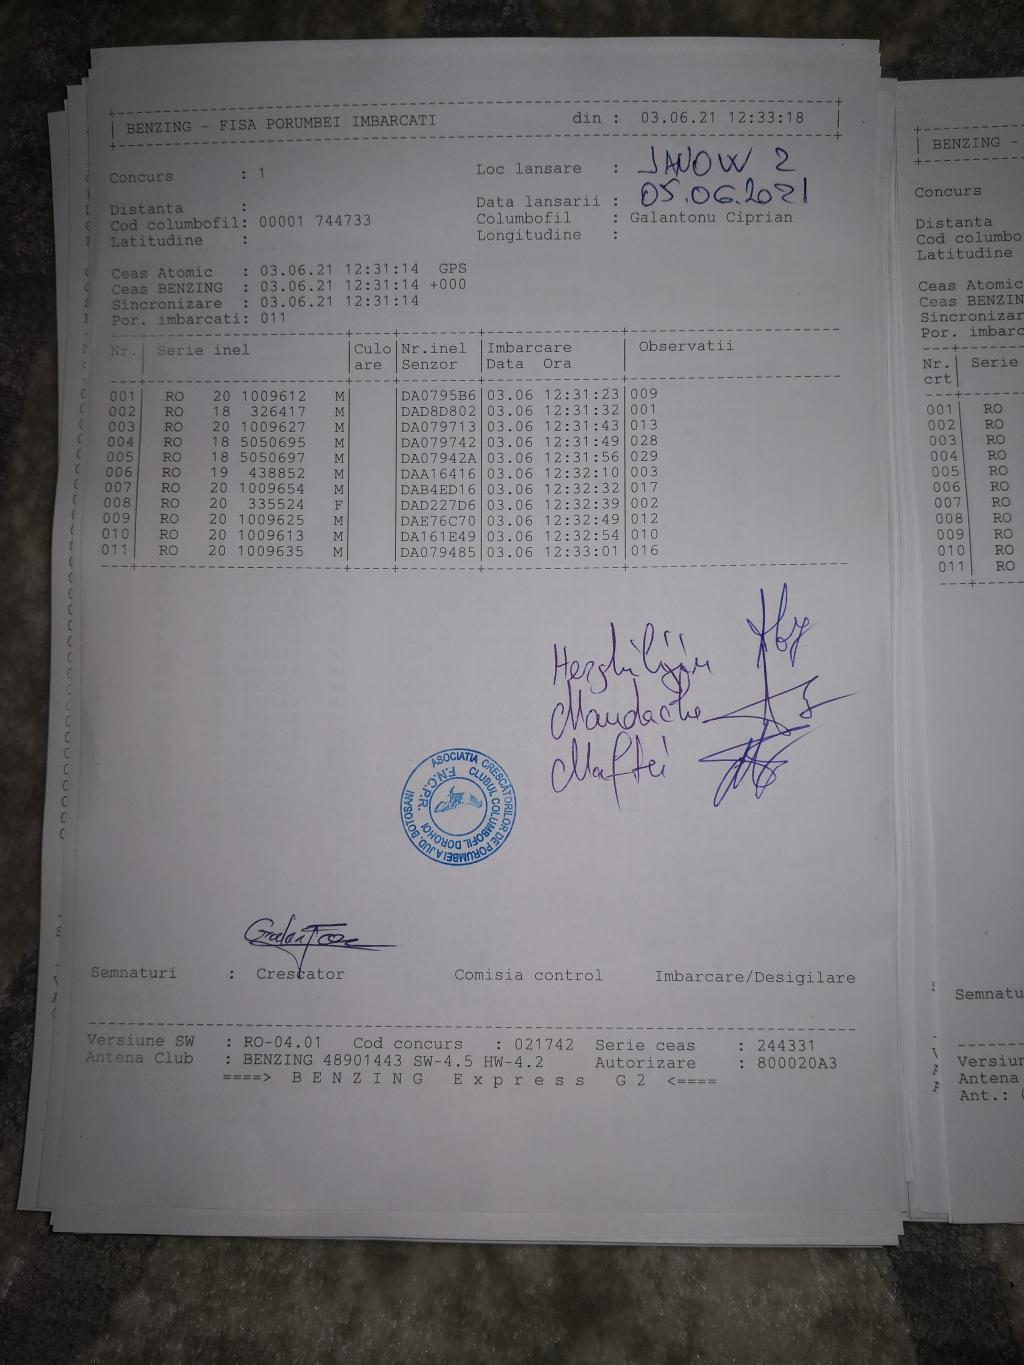 BENZING - FISA PORUMBEI IMBARCATI din : 03.06.21 12:33:18
Concurs : 1 Loc lansare : JANOW 2
Distanta : Data lansarii : 05.06.2021
Cod columbofil: 00001 744733 Columbofil : Galantonu Ciprian
Latitudine : Longitudine :
Ceas Atomic : 03.06.21 12:31:14 GPS
Ceas BENZING : 03.06.21 12:31:14 +000
Sincronizare : 03.06.21 12:31:14
Por. imbarcati: 011
Nr. Serie inel Culo Nr.inel Imbarcare Observatii
are Senzor Data Ora
001 RO 20 1009612 M DA0795B6 03.06 12:31:23 009
002 RO 18 326417 M DAD8D802 03.06 12:31:32 001
003 RO 20 1009627 M DA079713 03.06 12:31:43 013
004 RO 18 5050695 M DA079742 03.06 12:31:49 028
005 RO 18 5050697 M DA07942A 03.06 12:31:56 029
006 RO 19 438852 M DAA16416 03.06 12:32:10 003
007 RO 20 1009654 M DAB4ED16 03.06 12:32:32 017
008 RO 20 335524 F DAD227D6 03.06 12:32:39 002
009 RO 20 1009625 M DAE76C70 03.06 12:32:49 012
010 RO 20 1009613 M DA161E49 03.06 12:32:54 010
011 RO 20 1009635 M DA079485 03.06 12:33:01 016
Mandache
Maftei
ASOCIATIA CRESCATORILOR DE PORUMBEI A JUD. BOTOSANI
F.N.C.P.R. CLUBUL COLUMBOFIL DOROHOI
Semnaturi : Crescator Comisia control Imbarcare/Desigilare
Versiune SW : RO-04.01 Cod concurs : 021742 Serie ceas : 244331
Antena Club : BENZING 48901443 SW-4.5 HW-4.2 Autorizare : 800020A3
====> BENZING Express G2 <====
BENZING -
Concurs
Distanta
Cod columbo
Latitudine
Ceas Atomic
Ceas BENZIN
Sincronizar
Por. imbarc
Nr. Serie
crt
001 RO
002 RO
003 RO
004 RO
005 RO
006 RO
007 RO
008 RO
009 RO
010 RO
011 RO
Semnatu
Versiun
Antena
Ant.: